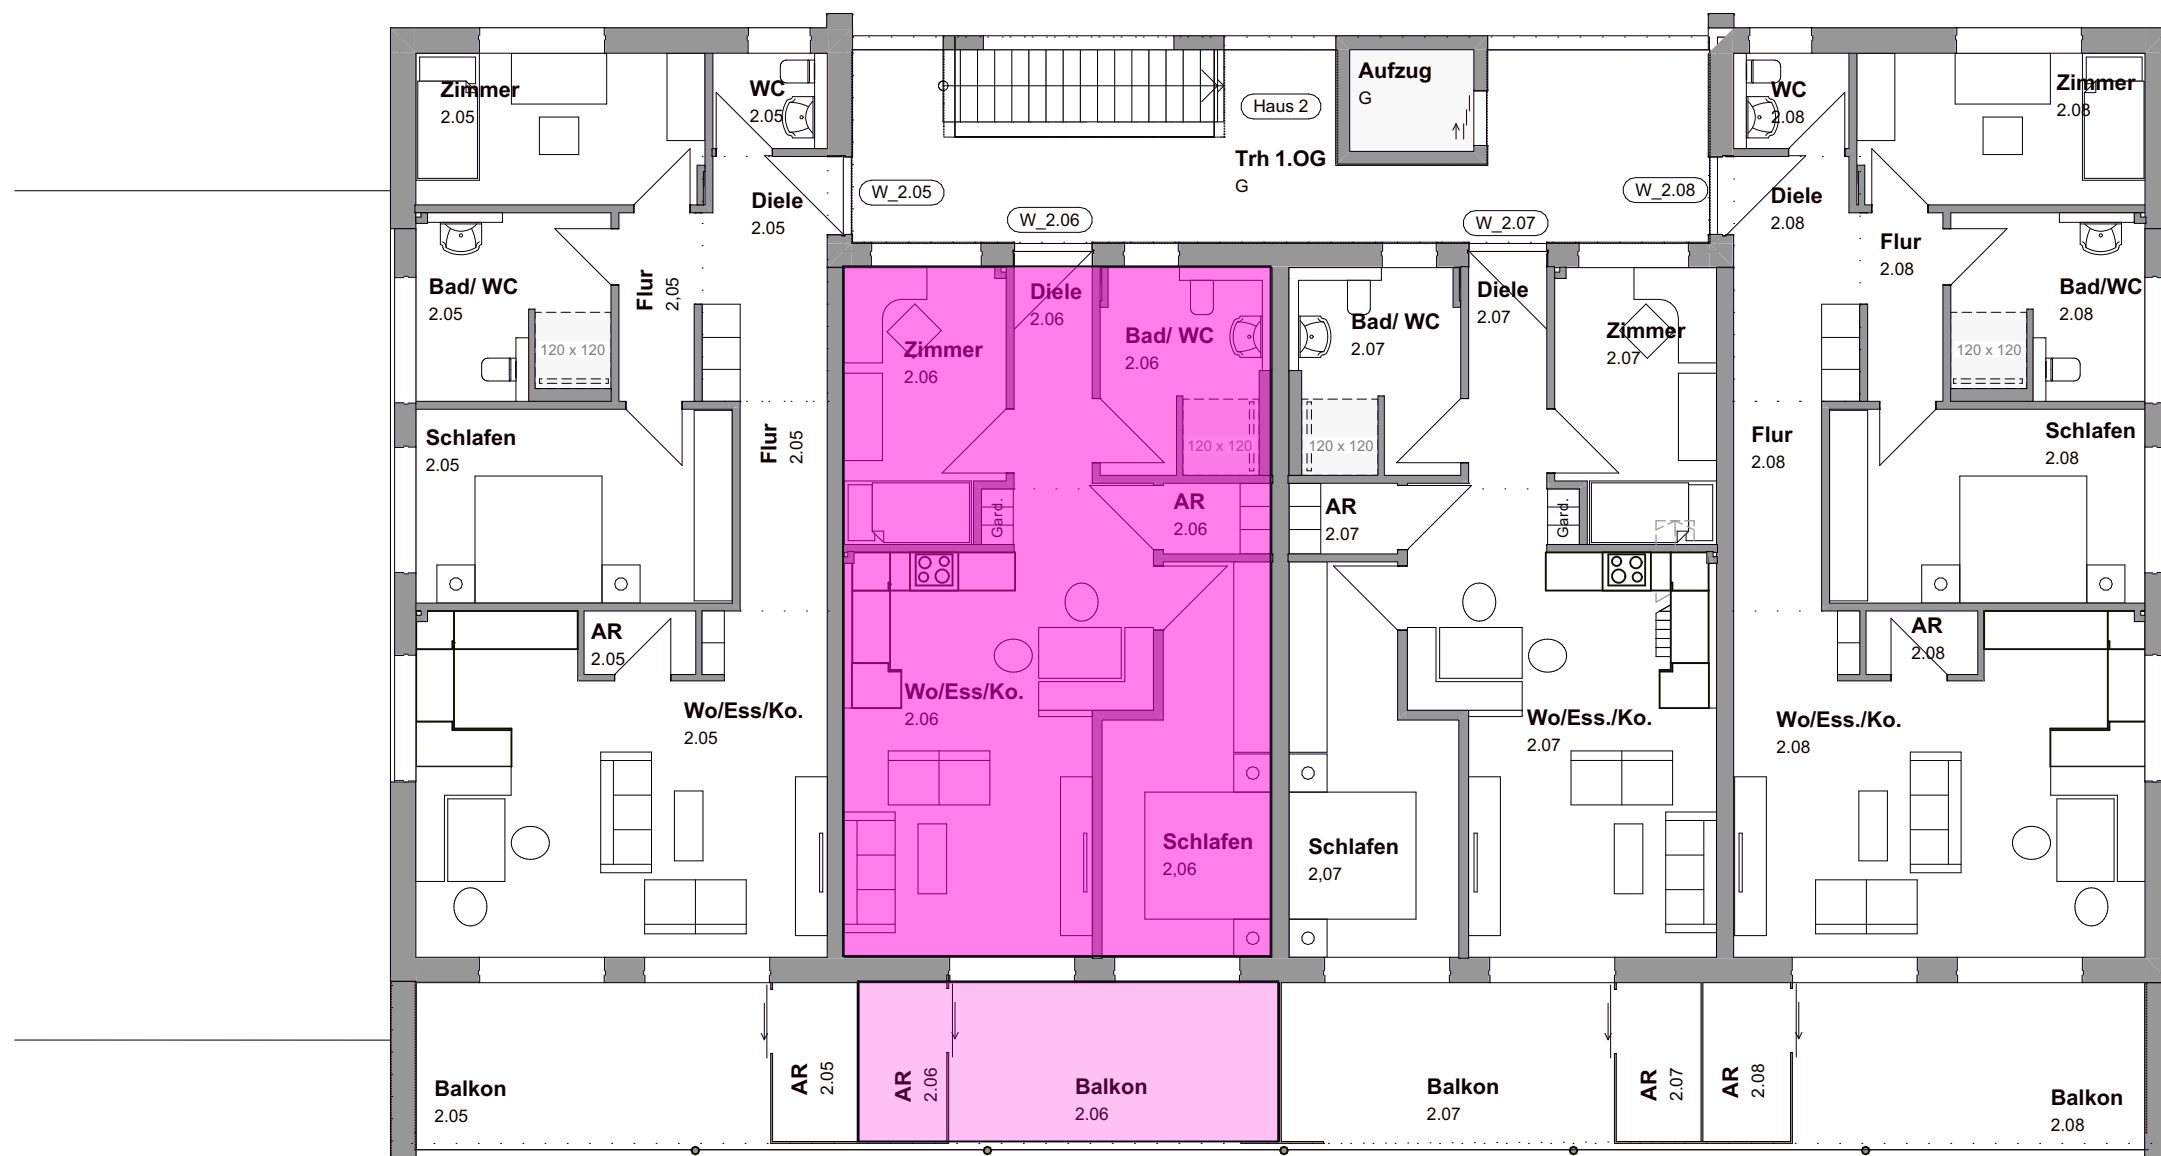 Zimmer
2.05
WC
2.05
Haus 2
Aufzug
G
Trh 1.OG
G
WC
2.08
Zimmer
2.08
Diele
2.05
W_2.05
W_2.06
W_2.07
W_2.08
Diele
2.08
Bad/ WC
2.05
Flur
2,05
120 x 120
Diele
2.06
Zimmer
2.06
Bad/ WC
2.06
120 x 120
Bad/ WC
2.07
120 x 120
Diele
2.07
Zimmer
2.07
Flur
2.08
Bad/WC
2.08
120 x 120
Schlafen
2.05
Flur
2.05
Gard.
AR
2.06
AR
2.07
Gard.
Flur
2.08
Schlafen
2.08
AR
2.05
AR
2.08
Wo/Ess/Ko.
2.05
Wo/Ess/Ko.
2.06
Wo/Ess./Ko.
2.07
Wo/Ess./Ko.
2.08
Schlafen
2,06
Schlafen
2,07
Balkon
2.05
AR
2.05
AR
2.06
Balkon
2.06
Balkon
2.07
AR
2.07
AR
2.08
Balkon
2.08